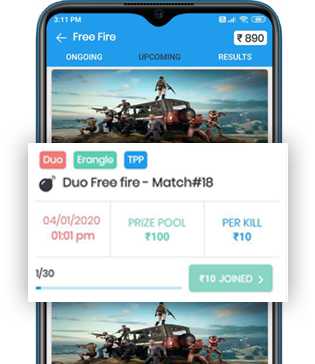 3:11 PM
← Free Fire ₹ 890
ONGOING UPCOMING RESULTS
Duo Erangle TPP
Duo Free fire - Match#18
04/01/2020 PRIZE POOL PER KILL
01:01 pm ₹100 ₹10
1/30
₹10 JOINED >